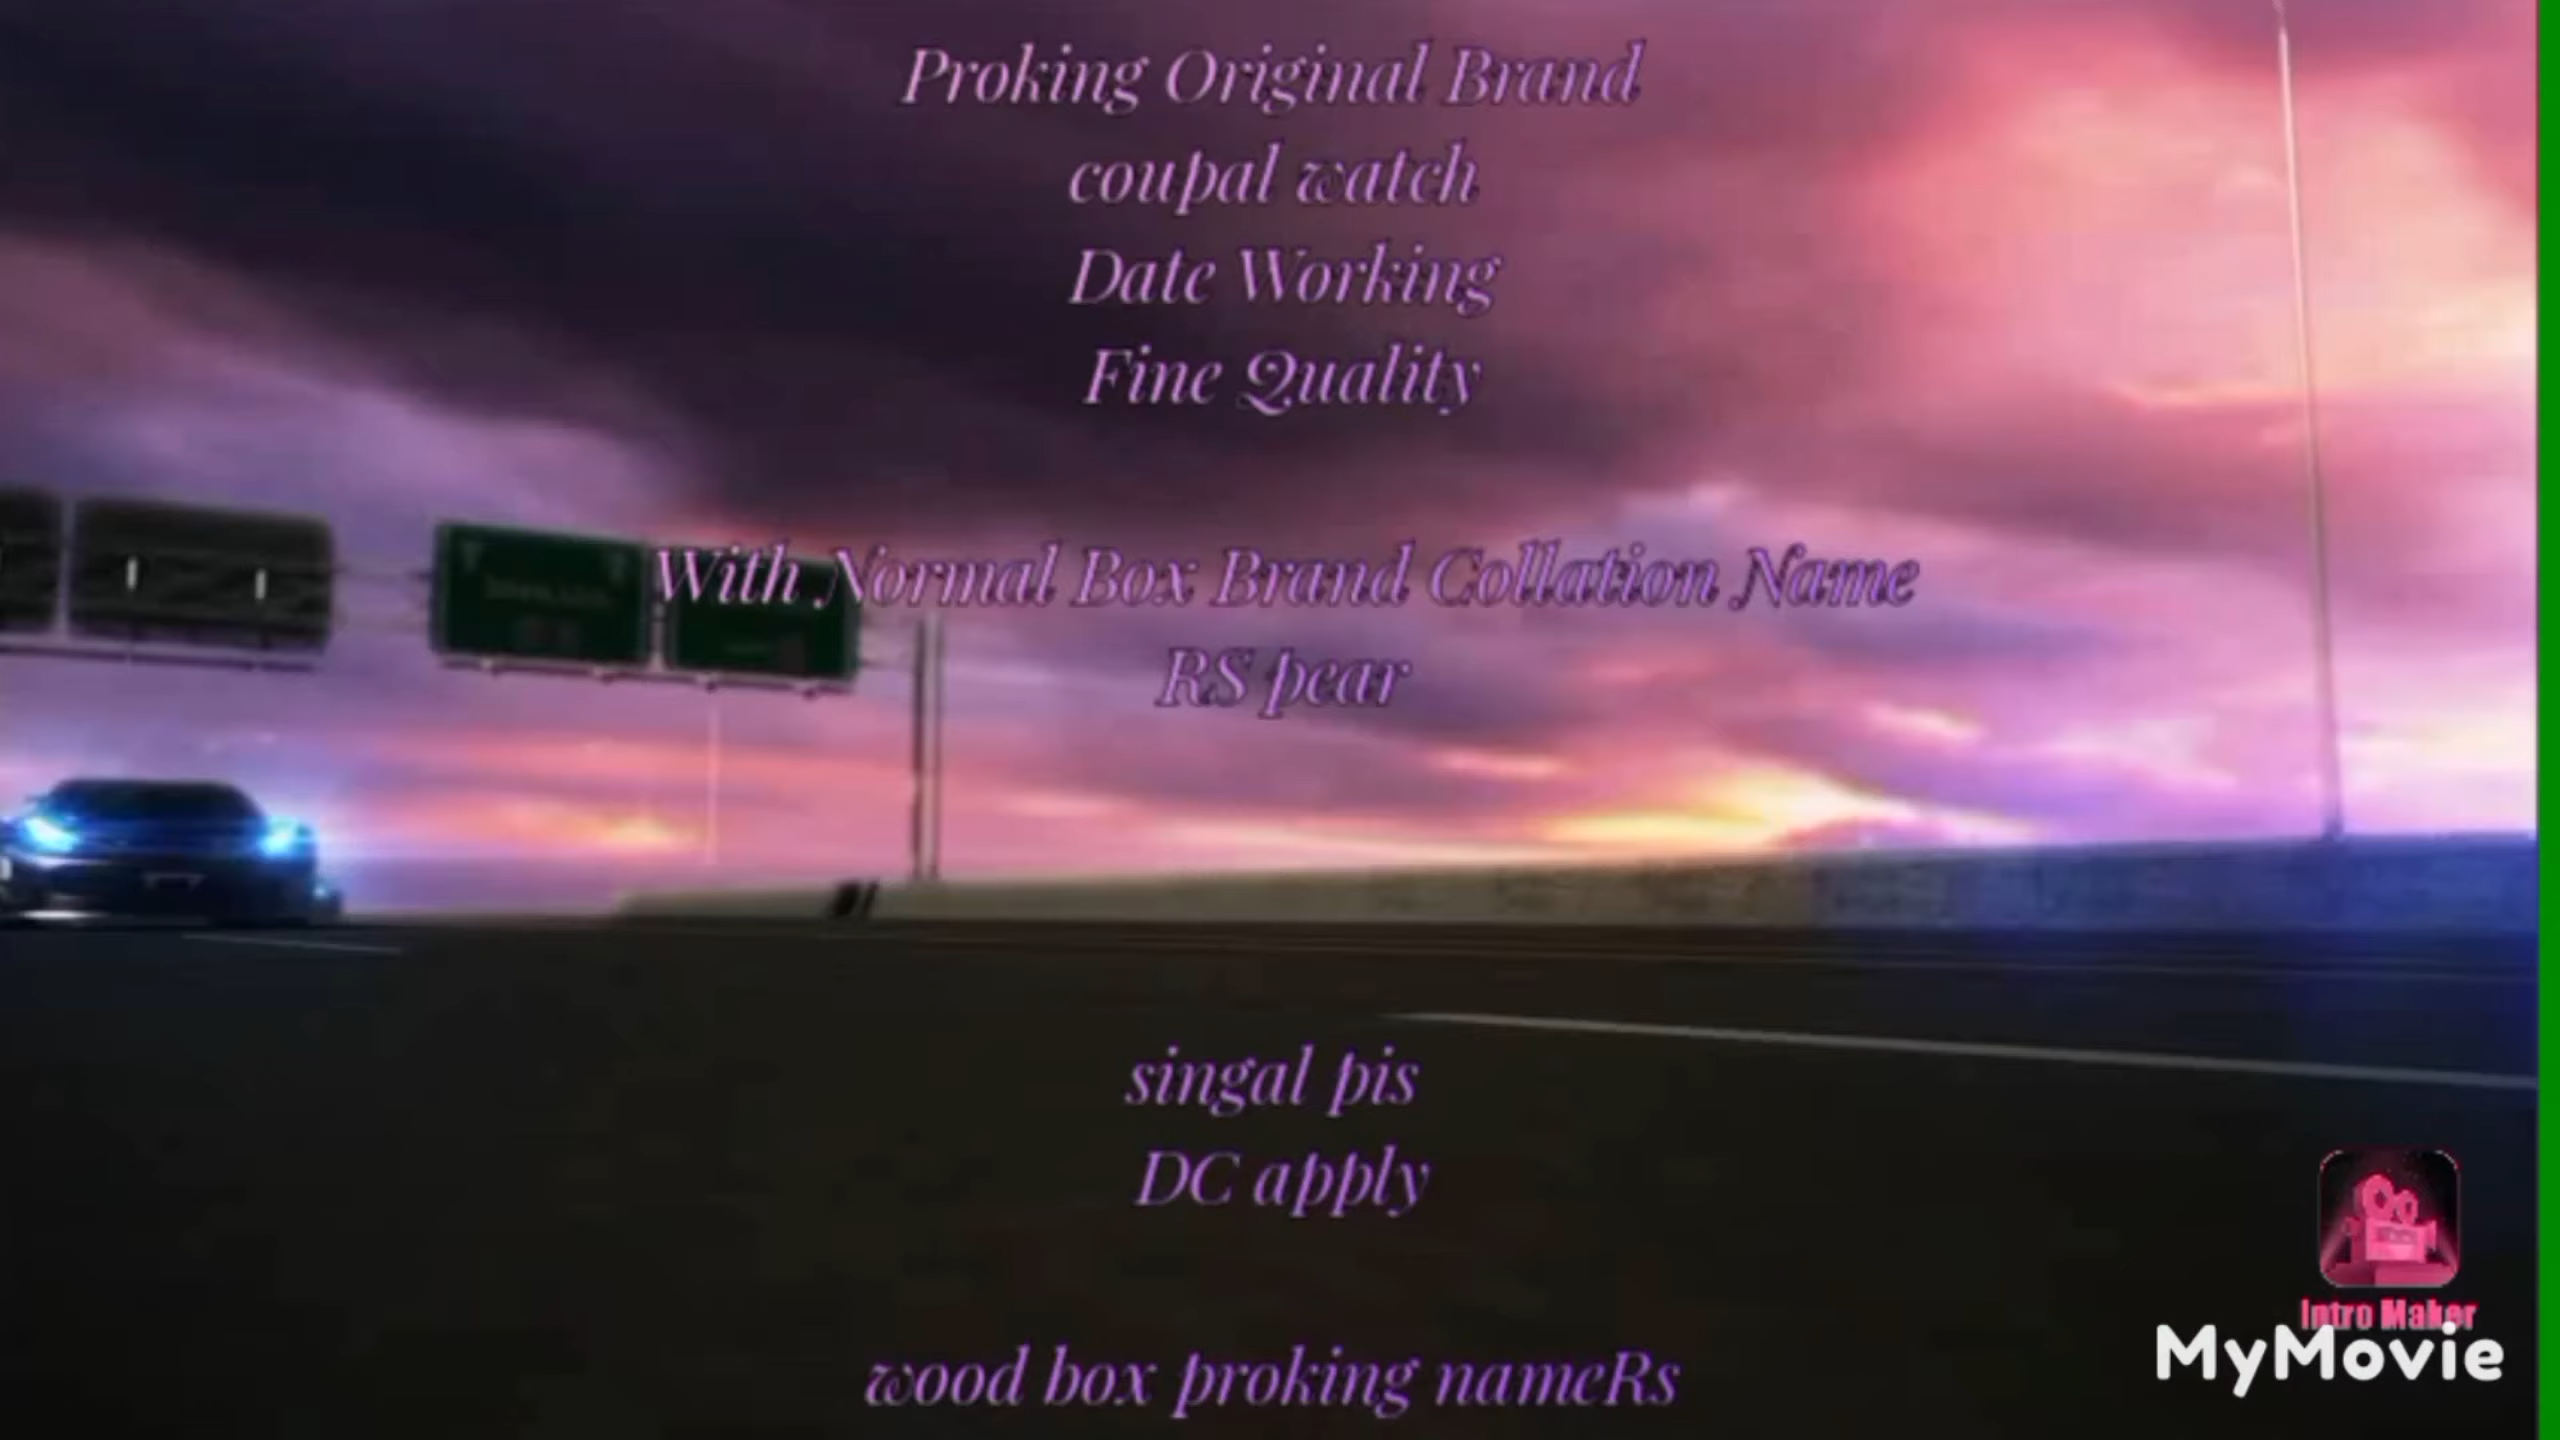 Proking Original Brand
coupal watch
Date Working
Fine Quality
With Normal Box Brand Collation Name
RS pear
singal pis
DC apply
wood box proking nameRs
Intro Maker
MyMovie